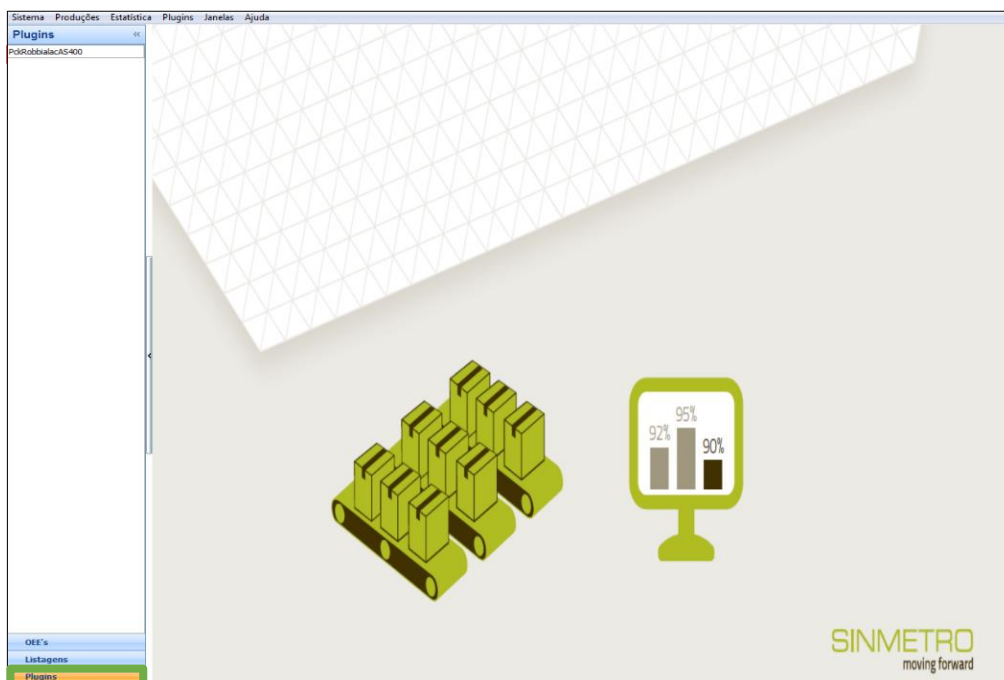 Sistema Produções Estatística Plugins Janelas Ajuda
Plugins «
PckRobbialacAS400
92% 95% 90%
OEE's
Listagens
Plugins
SINMETRO
moving forward